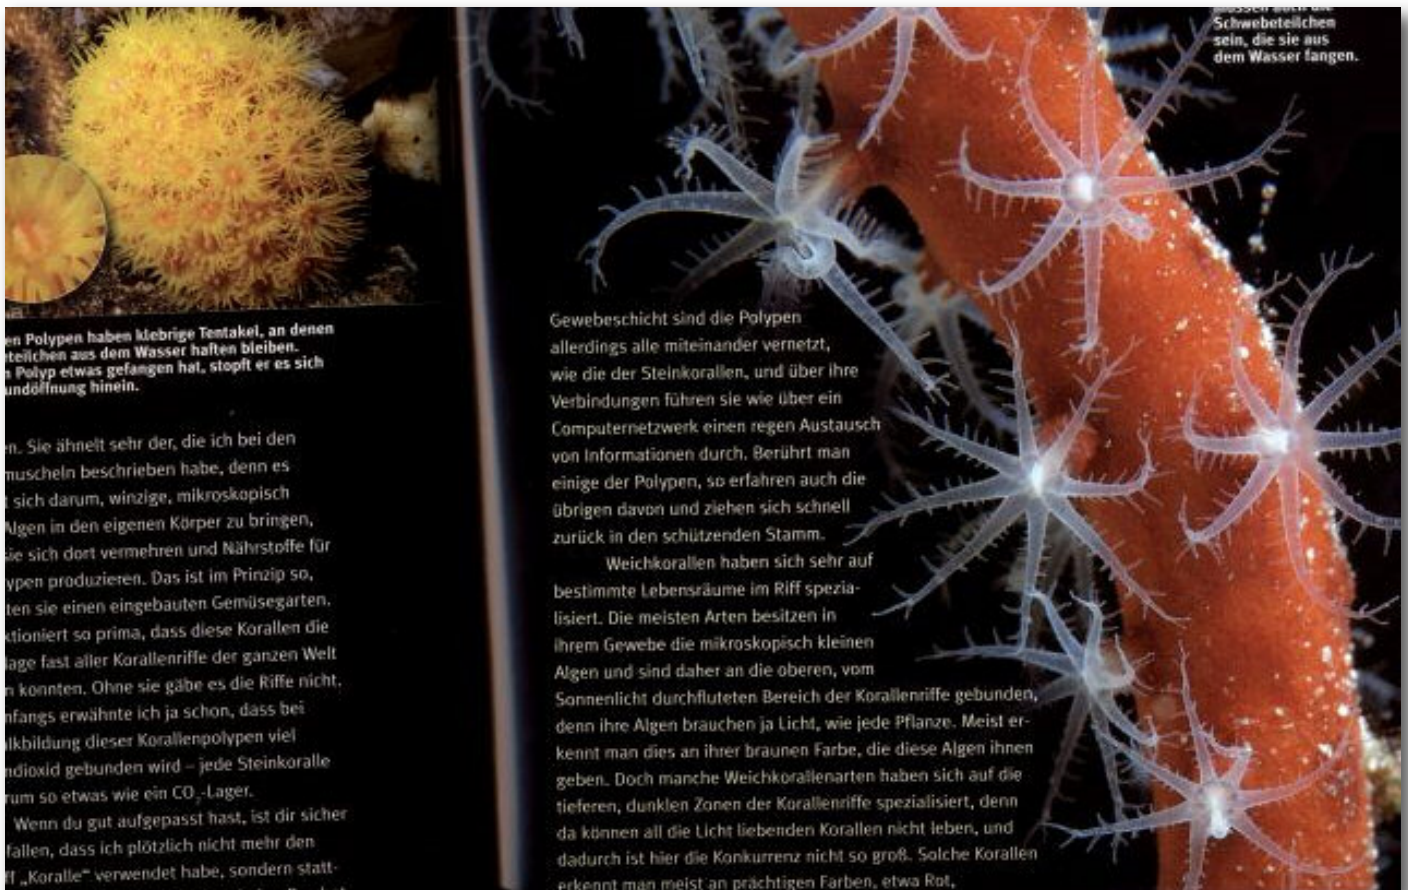 en Polypen haben klebrige Tentakel, an denen
teilchen aus dem Wasser haften bleiben.
n Polyp etwas gefangen hat, stopft er es sich
undöffnung hinein.
en. Sie ähnelt sehr der, die ich bei den
muscheln beschrieben habe, denn es
t sich darum, winzige, mikroskopisch
Algen in den eigenen Körper zu bringen,
sie sich dort vermehren und Nährstoffe für
ypen produzieren. Das ist im Prinzip so,
ten sie einen eingebauten Gemüsegarten.
ktioniert so prima, dass diese Korallen die
lage fast aller Korallenriffe der ganzen Welt
n konnten. Ohne sie gäbe es die Riffe nicht.
nfangs erwähnte ich ja schon, dass bei
lkbildung dieser Korallenpolypen viel
ndioxid gebunden wird – jede Steinkoralle
rum so etwas wie ein CO₂-Lager.
Wenn du gut aufgepasst hast, ist dir sicher
fallen, dass ich plötzlich nicht mehr den
ff „Koralle“ verwendet habe, sondern statt-
müssen auch die
Schwebeteilchen
sein, die sie aus
dem Wasser fangen.
Gewebeschicht sind die Polypen
allerdings alle miteinander vernetzt,
wie die der Steinkorallen, und über ihre
Verbindungen führen sie wie über ein
Computernetzwerk einen regen Austausch
von Informationen durch. Berührt man
einige der Polypen, so erfahren auch die
übrigen davon und ziehen sich schnell
zurück in den schützenden Stamm.
Weichkorallen haben sich sehr auf
bestimmte Lebensräume im Riff spezia-
lisiert. Die meisten Arten besitzen in
ihrem Gewebe die mikroskopisch kleinen
Algen und sind daher an die oberen, vom
Sonnenlicht durchfluteten Bereich der Korallenriffe gebunden,
denn ihre Algen brauchen ja Licht, wie jede Pflanze. Meist er-
kennt man dies an ihrer braunen Farbe, die diese Algen ihnen
geben. Doch manche Weichkorallenarten haben sich auf die
tieferen, dunklen Zonen der Korallenriffe spezialisiert, denn
da können all die Licht liebenden Korallen nicht leben, und
dadurch ist hier die Konkurrenz nicht so groß. Solche Korallen
erkennt man meist an prächtigen Farben, etwa Rot,